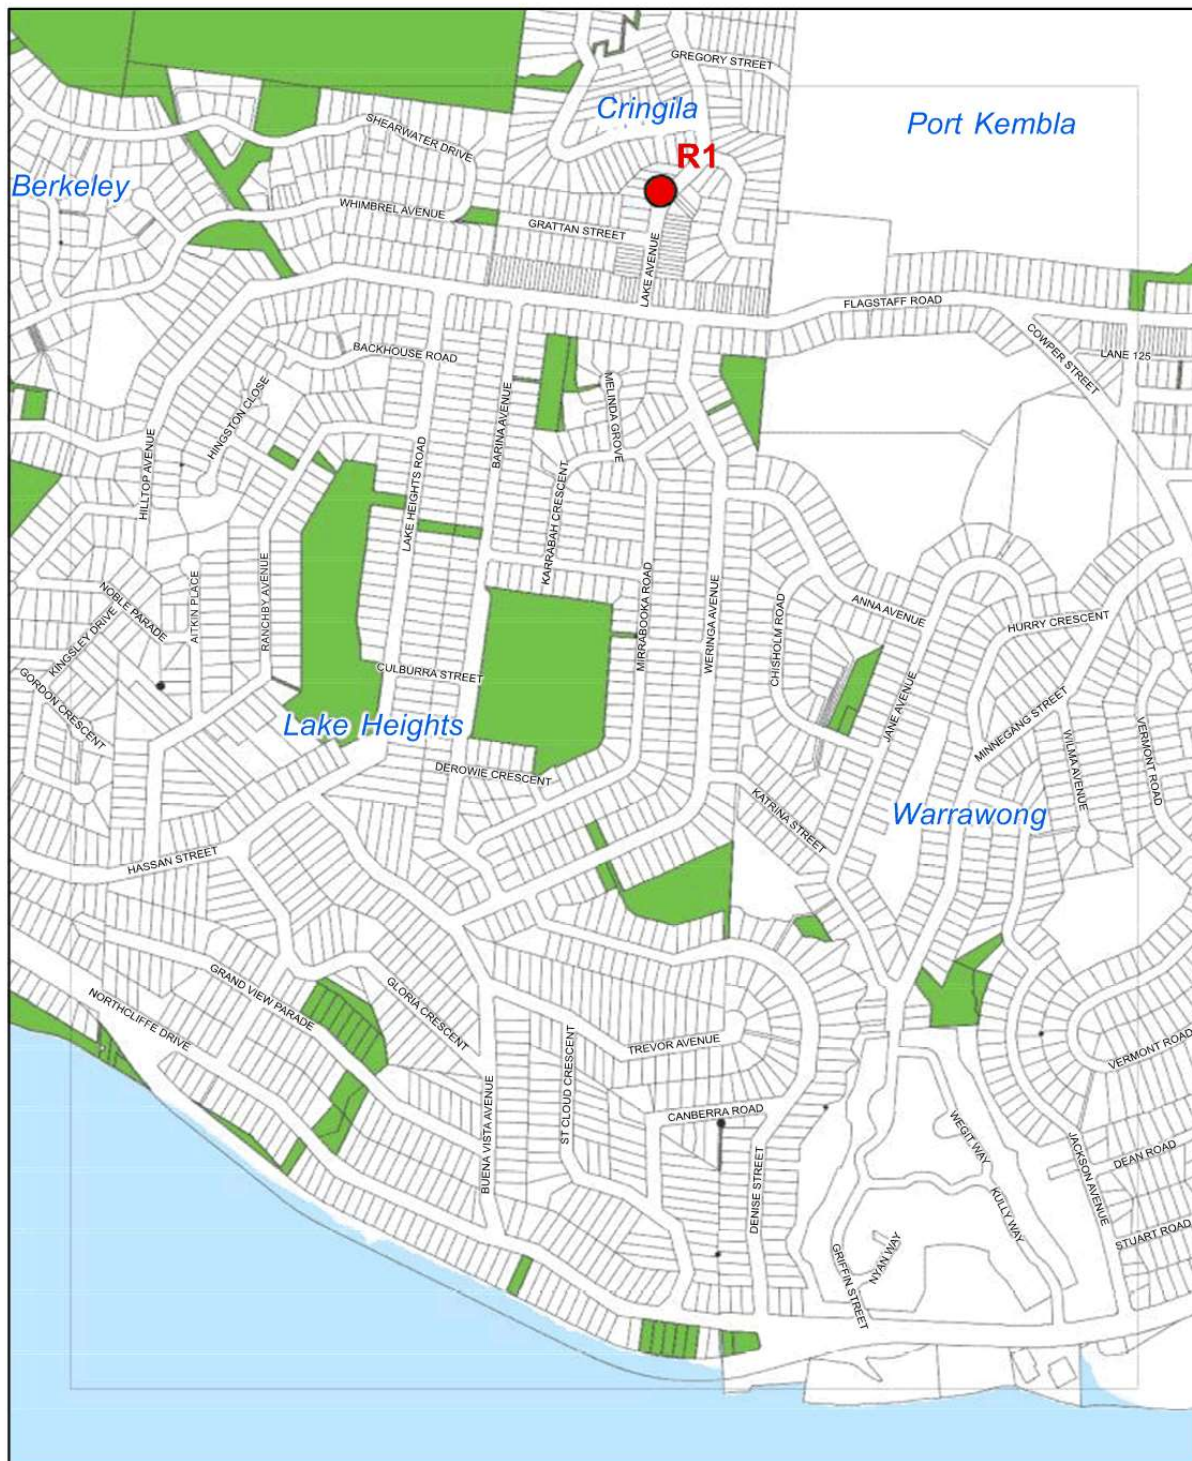 GREGORY STREET
Cringila
Port Kembla
SHEARWATER DRIVE
R1
Berkeley
WHIMBREL AVENUE
GRATTAN STREET
LAKE AVENUE
FLAGSTAFF ROAD
COWPER STREET
LANE 125
BACKHOUSE ROAD
HINGSTON CLOSE
MELINDA GROVE
BARINA AVENUE
HILLTOP AVENUE
LAKE HEIGHTS ROAD
KARRABAH CRESCENT
NOBLE PARADE
AITKIN PLACE
RANCHBY AVENUE
MIRRABOOKA ROAD
WERINGA AVENUE
CHISHOLM ROAD
ANNA AVENUE
HURRY CRESCENT
KINGSLEY DRIVE
GORDON CRESCENT
CULBURRA STREET
JANE AVENUE
MINNEGANG STREET
WILMA AVENUE
VERMONT ROAD
Lake Heights
DEROWIE CRESCENT
KATRINA STREET
Warrawong
HASSAN STREET
GRAND VIEW PARADE
GLORIA CRESCENT
NORTHCLIFFE DRIVE
TREVOR AVENUE
VERMONT ROAD
ST CLOUD CRESCENT
BUENA VISTA AVENUE
CANBERRA ROAD
WEGIT WAY
DEAN ROAD
JACKSON AVENUE
DENISE STREET
KULLY WAY
STUART ROAD
NYAN WAY
GRIFFIN STREET